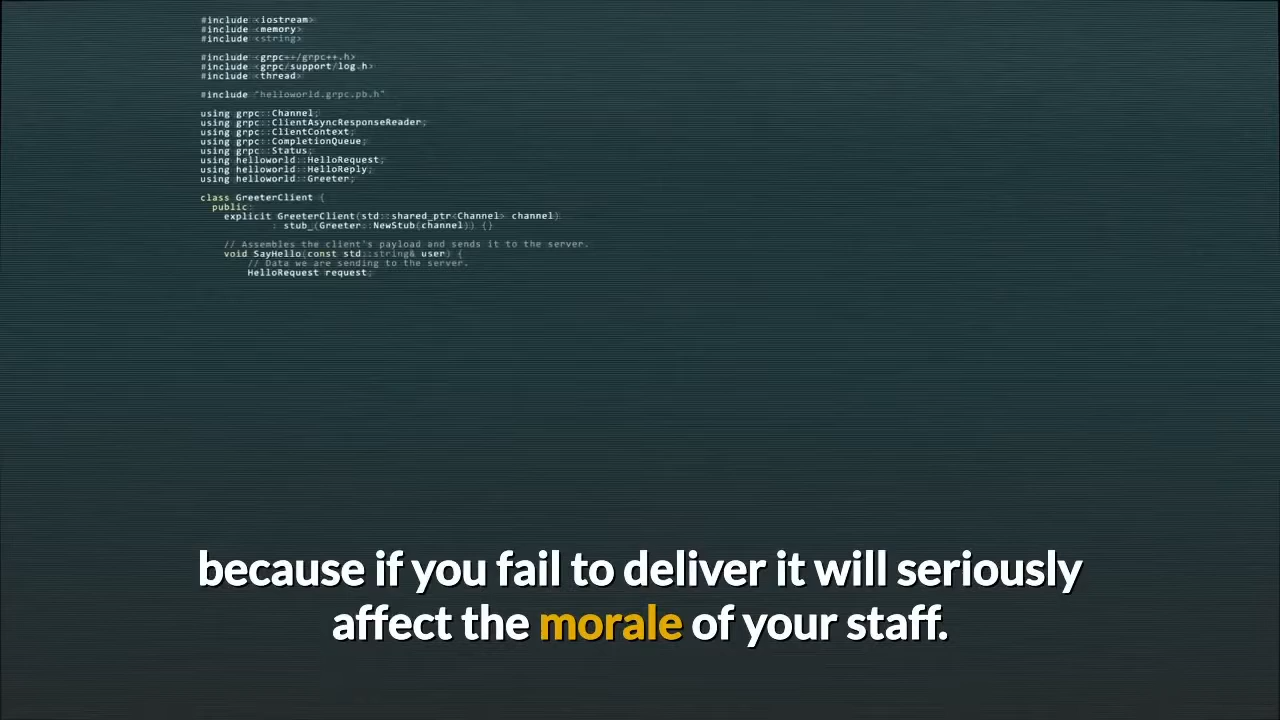 #include <iostream>
#include <memory>
#include <string>
#include <grpc++/grpc++.h>
#include <grpc/support/log.h>
#include <thread>
#include "helloworld.grpc.pb.h"
using grpc::Channel;
using grpc::ClientAsyncResponseReader;
using grpc::ClientContext;
using grpc::CompletionQueue;
using grpc::Status;
using helloworld::HelloRequest;
using helloworld::HelloReply;
using helloworld::Greeter;
class GreeterClient {
public:
explicit GreeterClient(std::shared_ptr<Channel> channel)
: stub_(Greeter::NewStub(channel)) {}
// Assembles the client's payload and sends it to the server.
void SayHello(const std::string& user) {
// Data we are sending to the server.
HelloRequest request;
because if you fail to deliver it will seriously
affect the morale of your staff.